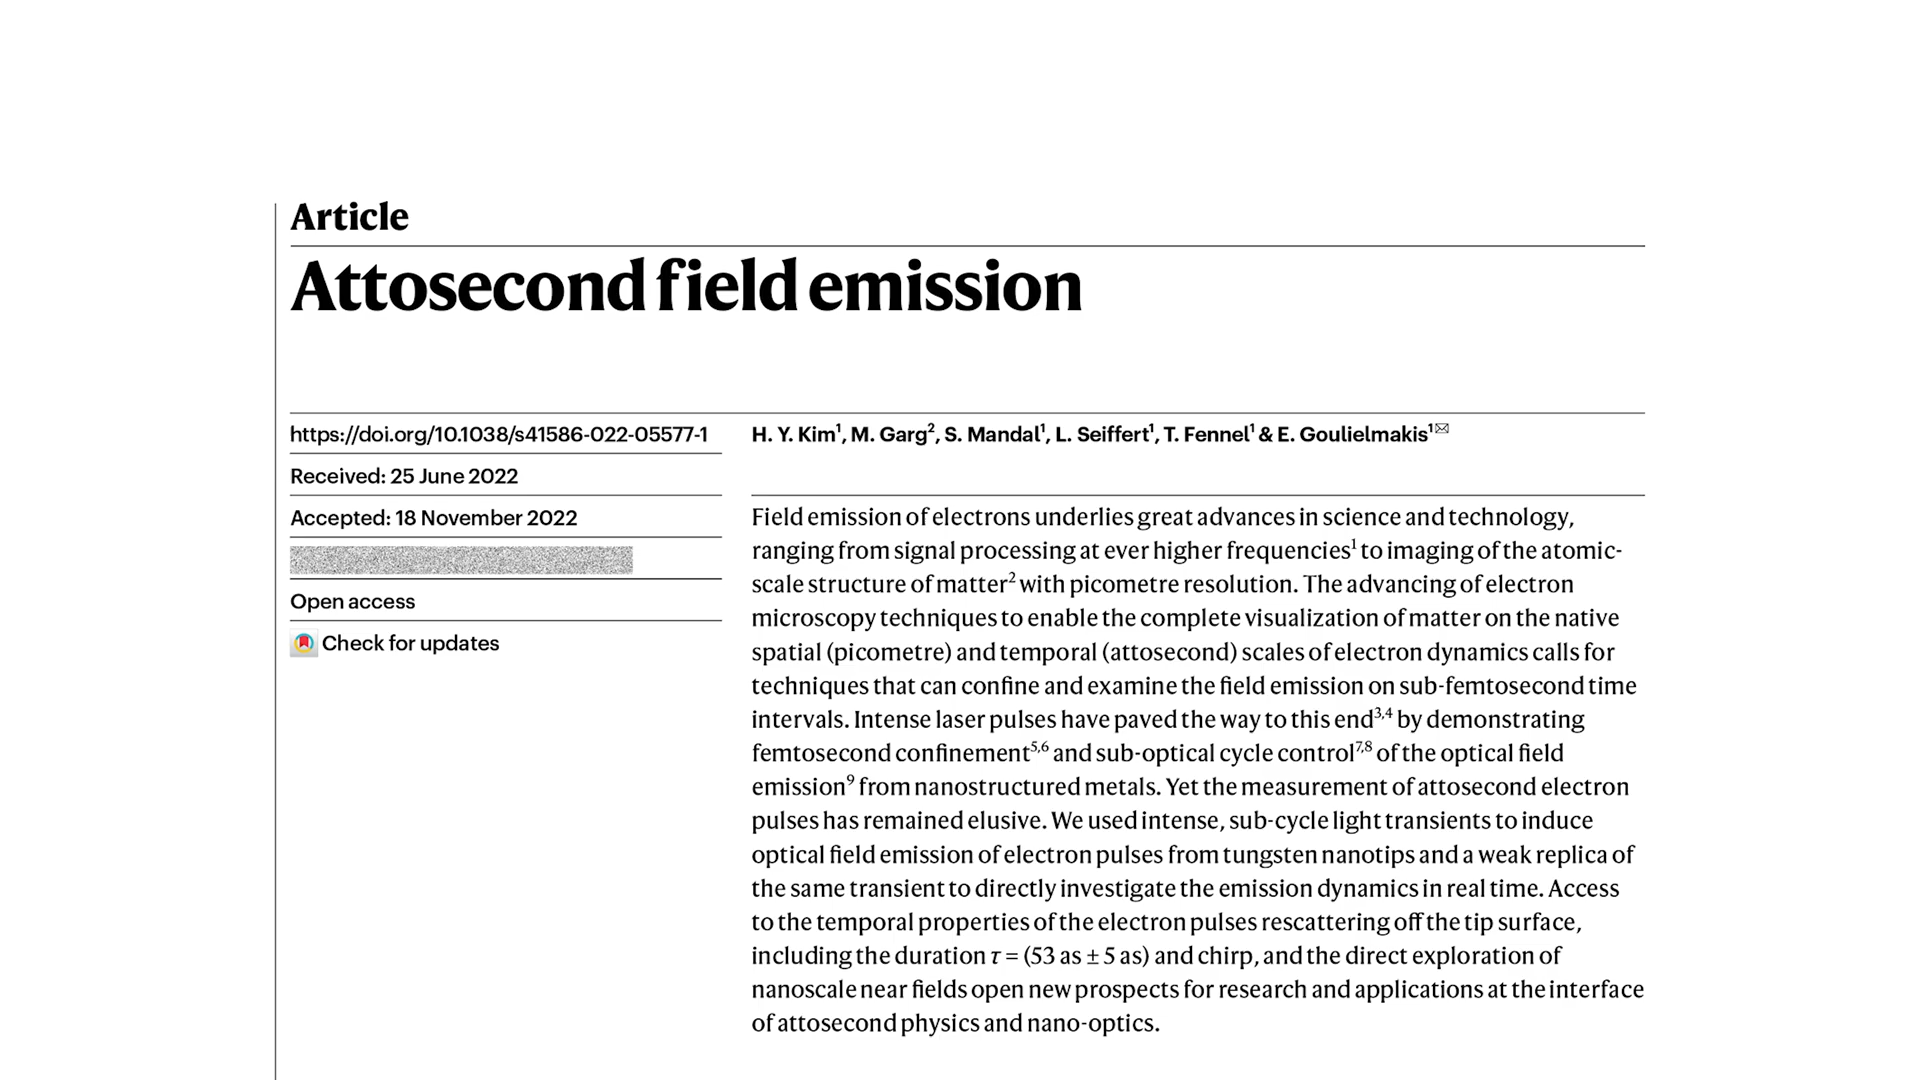 Article
Attosecond field emission
https://doi.org/10.1038/s41586-022-05577-1
Received: 25 June 2022
Accepted: 18 November 2022
Open access
Check for updates
H. Y. Kim¹, M. Garg², S. Mandal¹, L. Seiffert¹, T. Fennel¹ & E. Goulielmakis¹✉
Field emission of electrons underlies great advances in science and technology,
ranging from signal processing at ever higher frequencies¹ to imaging of the atomic-
scale structure of matter² with picometre resolution. The advancing of electron
microscopy techniques to enable the complete visualization of matter on the native
spatial (picometre) and temporal (attosecond) scales of electron dynamics calls for
techniques that can confine and examine the field emission on sub-femtosecond time
intervals. Intense laser pulses have paved the way to this end³,⁴ by demonstrating
femtosecond confinement⁵,⁶ and sub-optical cycle control⁷,⁸ of the optical field
emission⁹ from nanostructured metals. Yet the measurement of attosecond electron
pulses has remained elusive. We used intense, sub-cycle light transients to induce
optical field emission of electron pulses from tungsten nanotips and a weak replica of
the same transient to directly investigate the emission dynamics in real time. Access
to the temporal properties of the electron pulses rescattering off the tip surface,
including the duration τ = (53 as ± 5 as) and chirp, and the direct exploration of
nanoscale near fields open new prospects for research and applications at the interface
of attosecond physics and nano-optics.